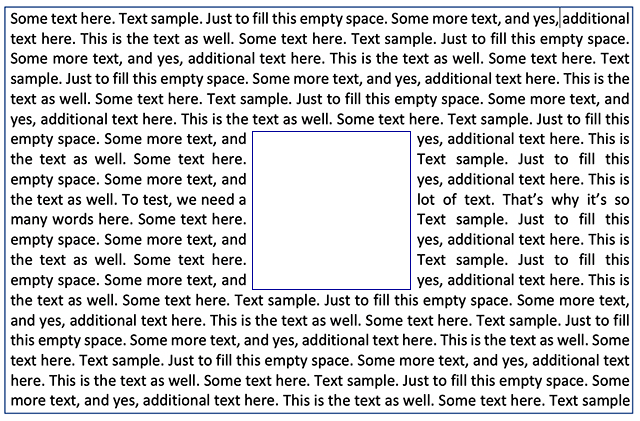 Some text here. Text sample. Just to fill this empty space. Some more text, and yes, additional
text here. This is the text as well. Some text here. Text sample. Just to fill this empty space.
Some more text, and yes, additional text here. This is the text as well. Some text here. Text
sample. Just to fill this empty space. Some more text, and yes, additional text here. This is the
text as well. Some text here. Text sample. Just to fill this empty space. Some more text, and
yes, additional text here. This is the text as well. Some text here. Text sample. Just to fill this
empty space. Some more text, and yes, additional text here. This is
the text as well. Some text here. Text sample. Just to fill this
empty space. Some more text, and yes, additional text here. This is
the text as well. To test, we need a lot of text. That’s why it’s so
many words here. Some text here. Text sample. Just to fill this
empty space. Some more text, and yes, additional text here. This is
the text as well. Some text here. Text sample. Just to fill this
empty space. Some more text, and yes, additional text here. This is
the text as well. Some text here. Text sample. Just to fill this empty space. Some more text,
and yes, additional text here. This is the text as well. Some text here. Text sample. Just to fill
this empty space. Some more text, and yes, additional text here. This is the text as well. Some
text here. Text sample. Just to fill this empty space. Some more text, and yes, additional text
here. This is the text as well. Some text here. Text sample. Just to fill this empty space. Some
more text, and yes, additional text here. This is the text as well. Some text here. Text sample